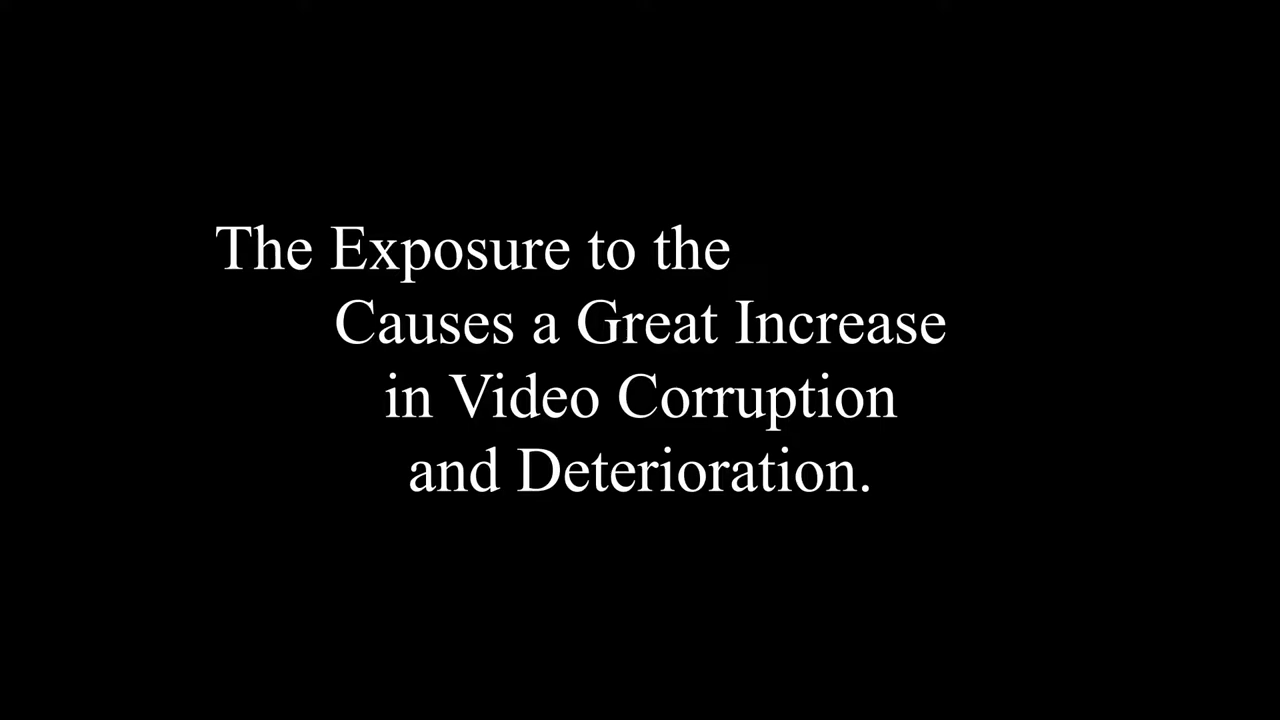 The Exposure to the
Causes a Great Increase
in Video Corruption
and Deterioration.